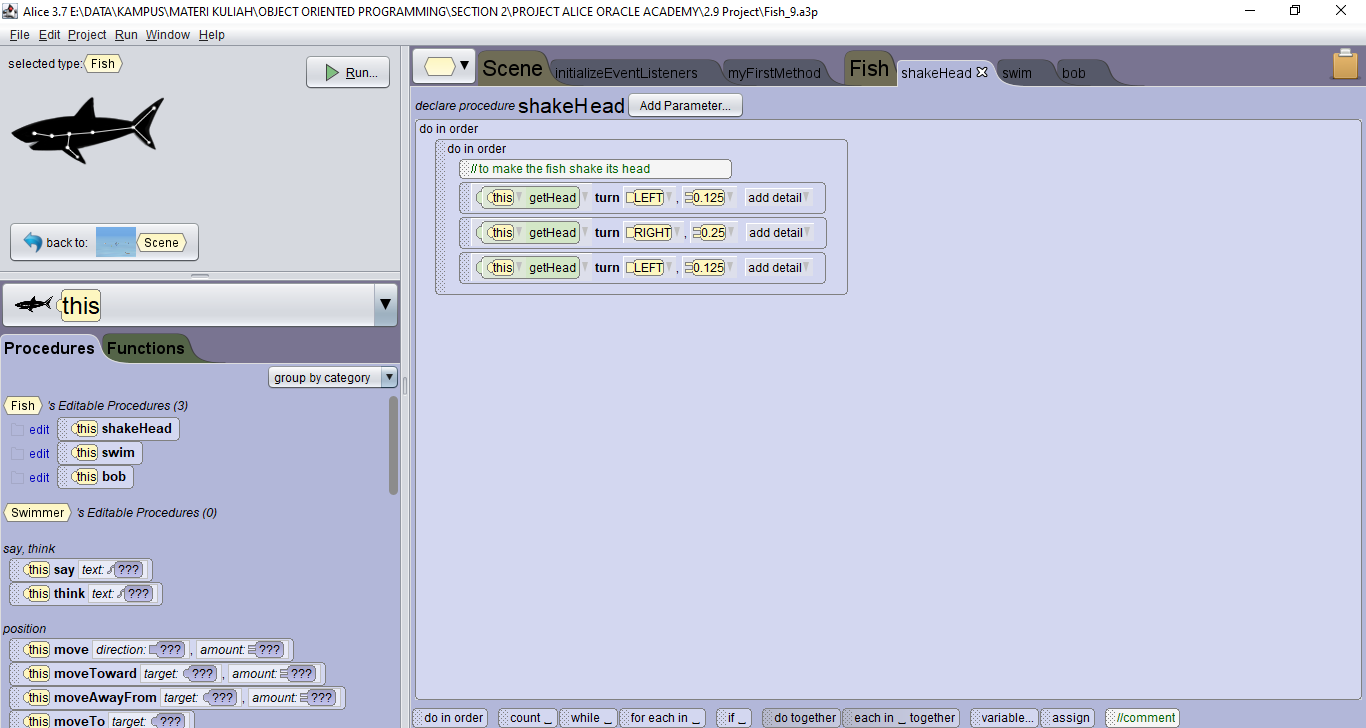 Alice 3.7 E:\DATA\KAMPUS\MATERI KULIAH\OBJECT ORIENTED PROGRAMMING\SECTION 2\PROJECT ALICE ORACLE ACADEMY\2.9 Project\Fish_9.a3p
File Edit Project Run Window Help
selected type: Fish
Run...
back to: Scene
this
Procedures Functions
group by category
Fish 's Editable Procedures (3)
edit this shakeHead
edit this swim
edit this bob
Swimmer 's Editable Procedures (0)
say, think
this say text: ???
this think text: ???
position
this move direction: ??? , amount: ???
this moveToward target: ??? , amount: ???
this moveAwayFrom target: ??? , amount: ???
this moveTo target: ???
Scene initializeEventListeners myFirstMethod Fish shakeHead swim bob
declare procedure shakeHead Add Parameter...
do in order
do in order
// to make the fish shake its head
this getHead turn LEFT , 0.125 add detail
this getHead turn RIGHT , 0.25 add detail
this getHead turn LEFT , 0.125 add detail
do in order count _ while _ for each in _ if _ do together each in _ together variable... assign //comment